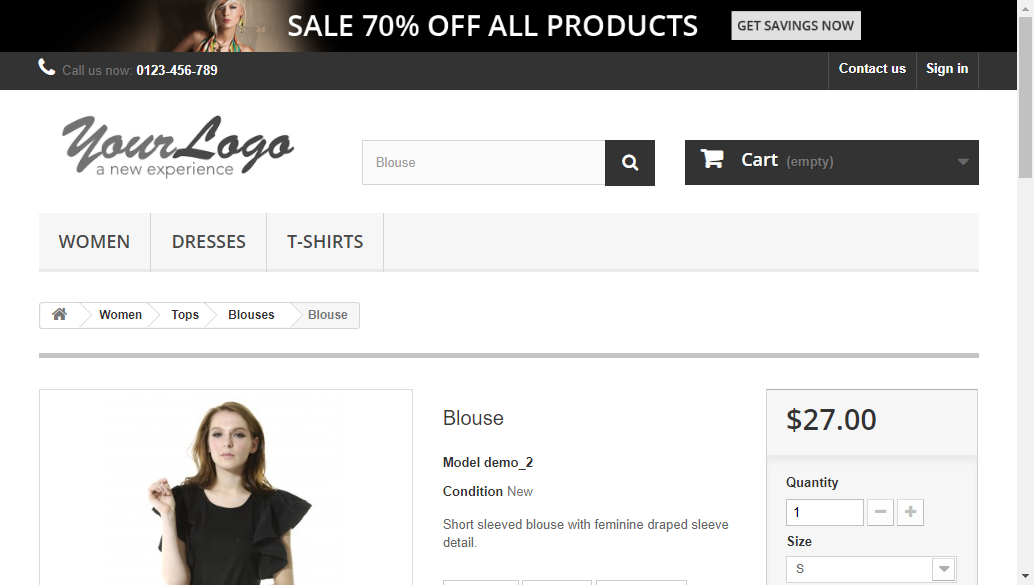 SALE 70% OFF ALL PRODUCTS
GET SAVINGS NOW
Call us now: 0123-456-789
Contact us
Sign in
YourLogo
a new experience
Blouse
Cart (empty)
WOMEN
DRESSES
T-SHIRTS
Women
Tops
Blouses
Blouse
Blouse
Model demo_2
Condition New
Short sleeved blouse with feminine draped sleeve
detail.
$27.00
Quantity
1
Size
S